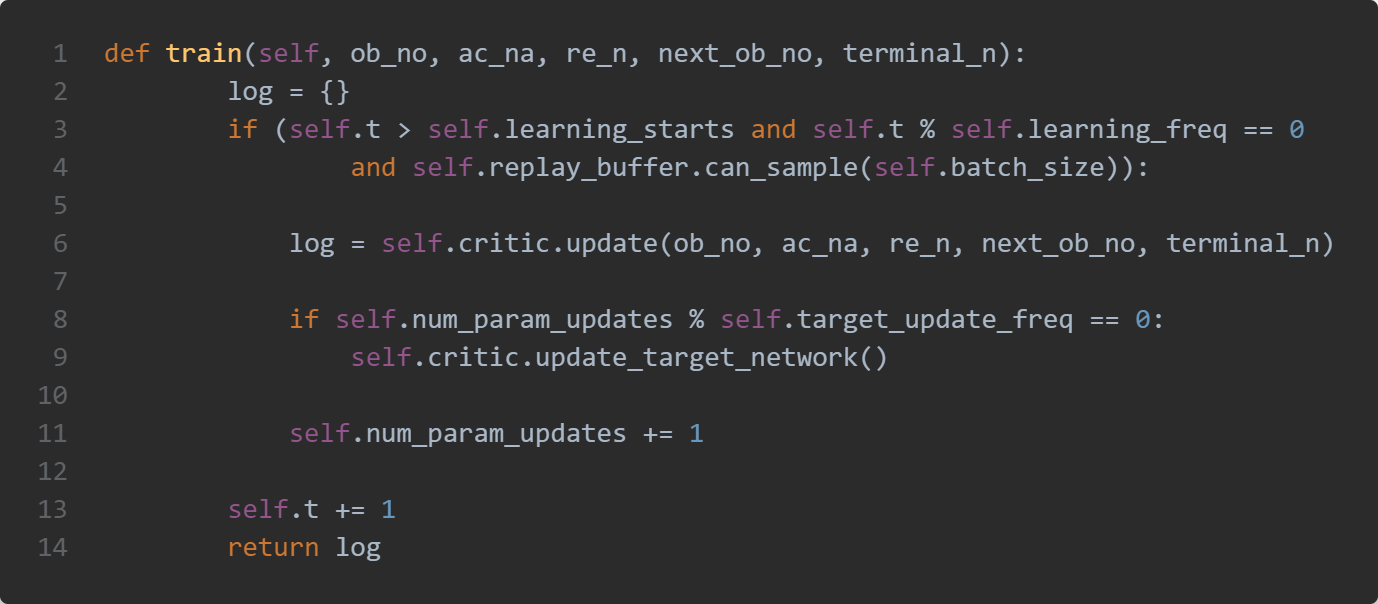 1 def train(self, ob_no, ac_na, re_n, next_ob_no, terminal_n):
2         log = {}
3         if (self.t > self.learning_starts and self.t % self.learning_freq == 0
4                 and self.replay_buffer.can_sample(self.batch_size)):
5
6             log = self.critic.update(ob_no, ac_na, re_n, next_ob_no, terminal_n)
7
8             if self.num_param_updates % self.target_update_freq == 0:
9                 self.critic.update_target_network()
10
11             self.num_param_updates += 1
12
13         self.t += 1
14         return log